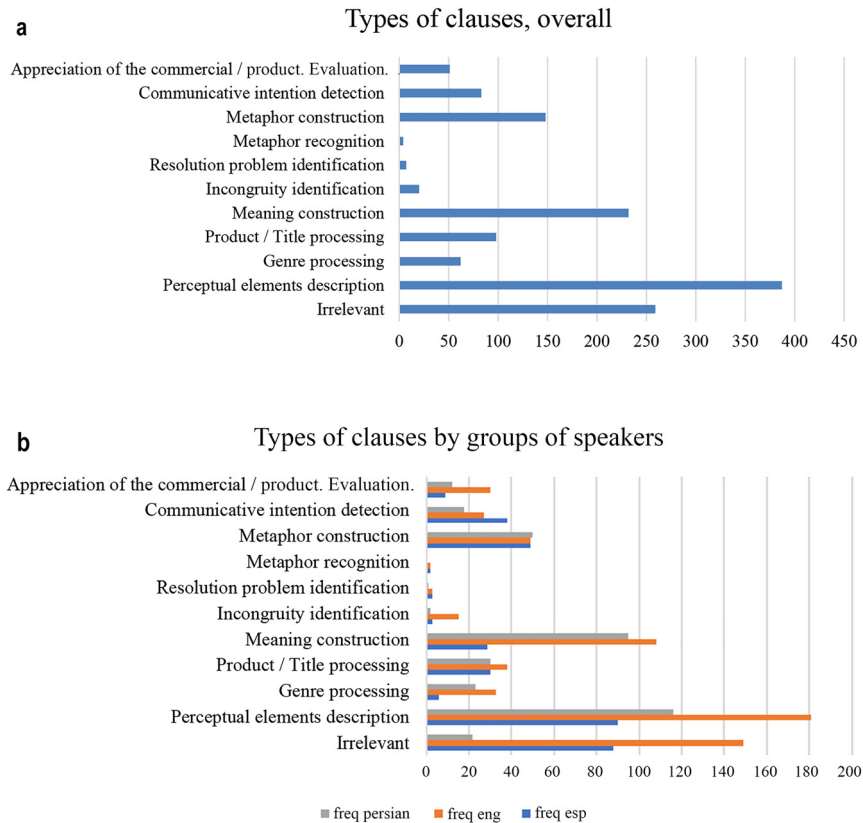 a
Types of clauses, overall
Appreciation of the commercial / product. Evaluation.
Communicative intention detection
Metaphor construction
Metaphor recognition
Resolution problem identification
Incongruity identification
Meaning construction
Product / Title processing
Genre processing
Perceptual elements description
Irrelevant
0 50 100 150 200 250 300 350 400 450
b
Types of clauses by groups of speakers
Appreciation of the commercial / product. Evaluation.
Communicative intention detection
Metaphor construction
Metaphor recognition
Resolution problem identification
Incongruity identification
Meaning construction
Product / Title processing
Genre processing
Perceptual elements description
Irrelevant
0 20 40 60 80 100 120 140 160 180 200
freq persian freq eng freq esp